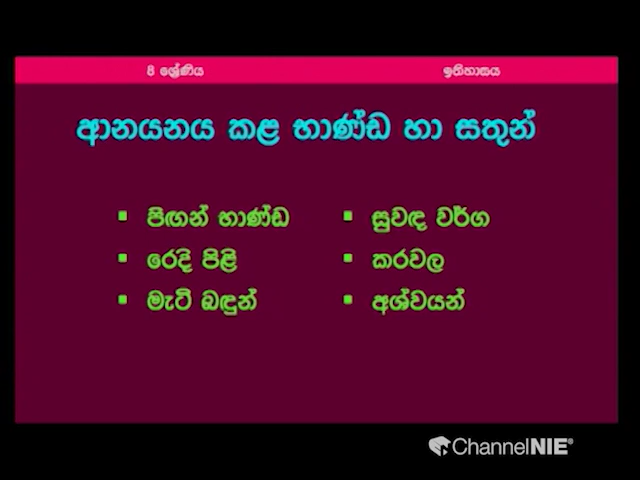 8 ශ්‍රේණිය ඉතිහාසය
ආනයනය කළ භාණ්ඩ හා සතුන්
▪ පිඟන් භාණ්ඩ
▪ රෙදි පිළි
▪ මැටි බඳුන්
▪ සුවඳ වර්ග
▪ කරවල
▪ අශ්වයන්
ChannelNIE®